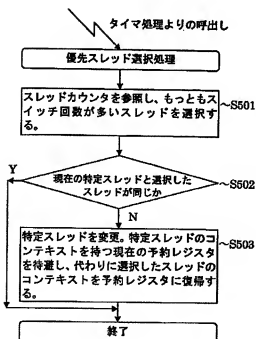 タイマ処理よりの呼出し
優先スレッド選択処理
スレッドカウンタを参照し、もっともス
イッチ回数が多いスレッドを選択す
る。
S501
現在の特定スレッドと選択した
スレッドが同じか
S502
Y
N
特定スレッドを変更。特定スレッドのコ
ンテキストを持つ現在の予約レジスタ
を待避し、代わりに選択したスレッドの
コンテキストを予約レジスタに復帰す
る。
S503
終了